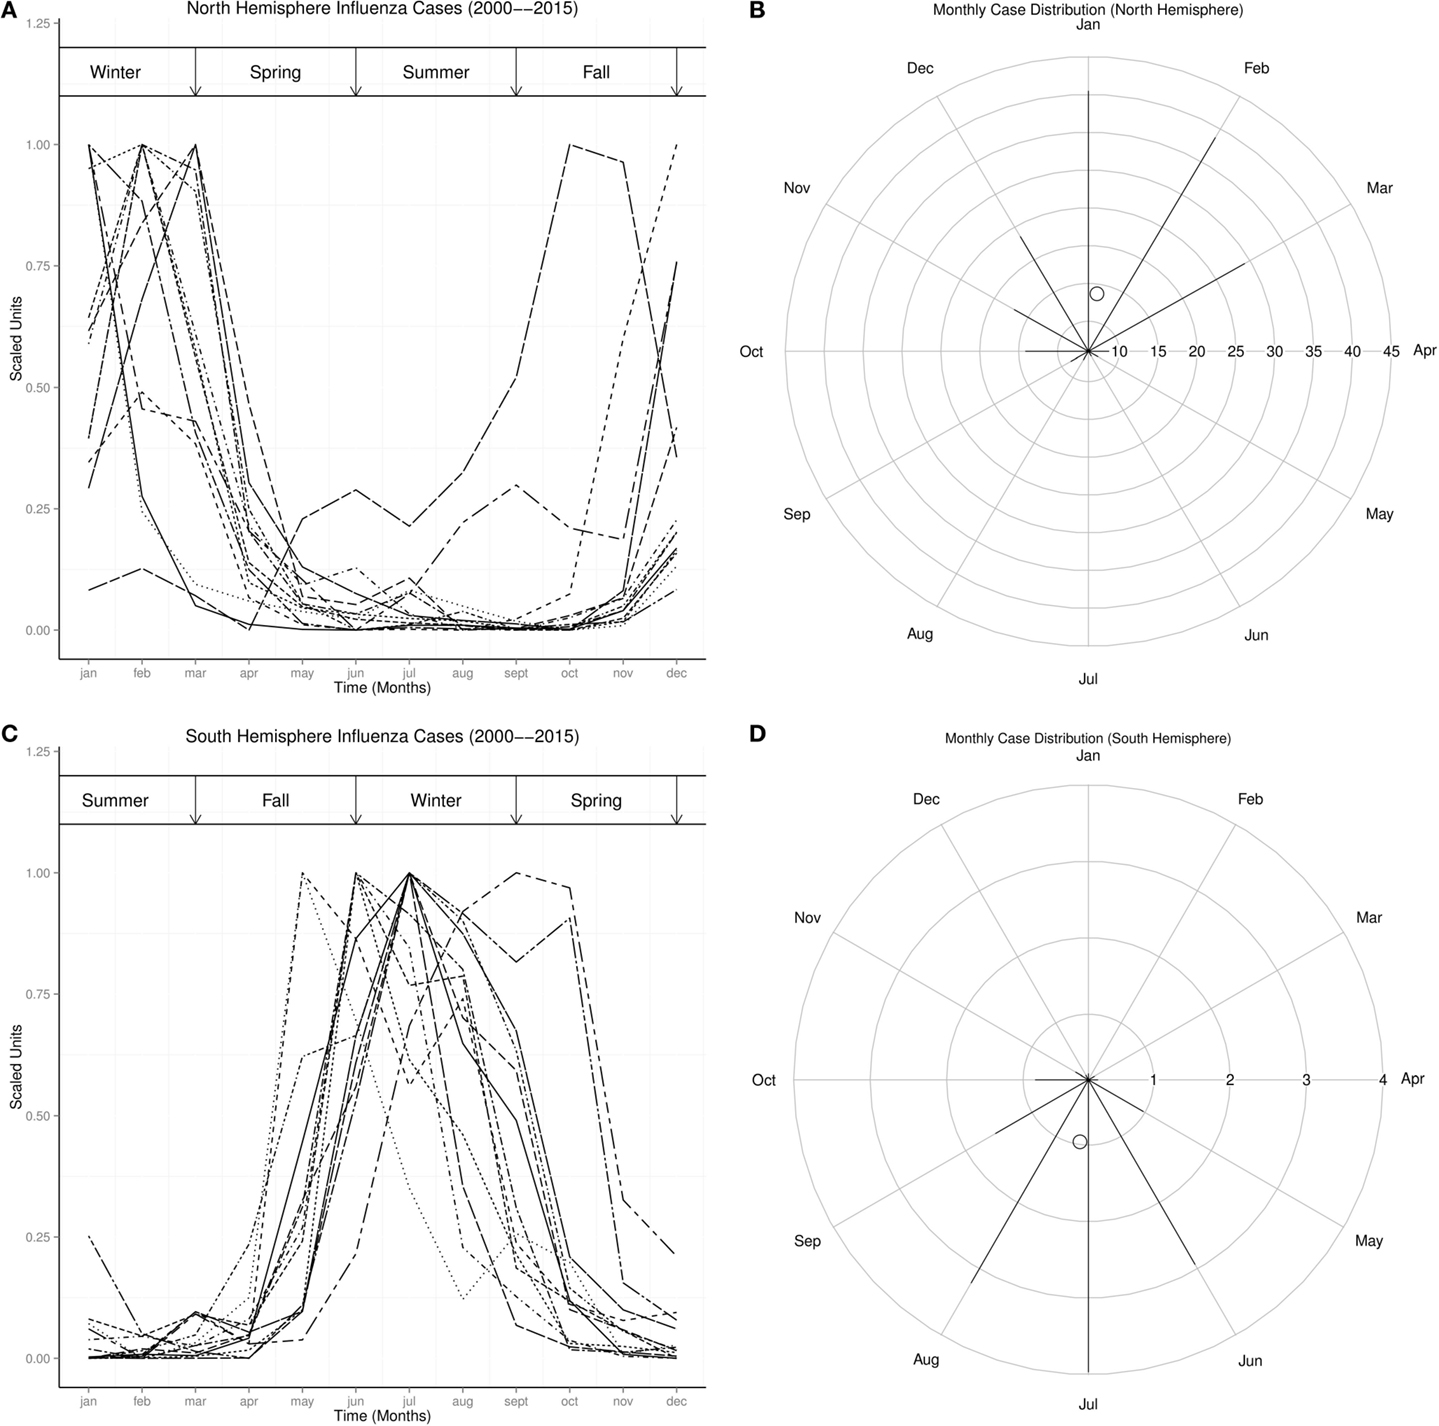 A
North Hemisphere Influenza Cases (2000––2015)
1.25
Winter
Spring
Summer
Fall
1.00
0.75
0.50
0.25
0.00
Scaled Units
jan feb mar apr may jun jul aug sept oct nov dec
Time (Months)
B
Monthly Case Distribution (North Hemisphere)
Jan
Dec
Feb
Nov
Mar
Oct
10 15 20 25 30 35 40 45
Apr
Sep
May
Aug
Jun
Jul
C
South Hemisphere Influenza Cases (2000––2015)
1.25
Summer
Fall
Winter
Spring
1.00
0.75
0.50
0.25
0.00
Scaled Units
jan feb mar apr may jun jul aug sept oct nov dec
Time (Months)
D
Monthly Case Distribution (South Hemisphere)
Jan
Dec
Feb
Nov
Mar
Oct
1 2 3 4
Apr
Sep
May
Aug
Jun
Jul